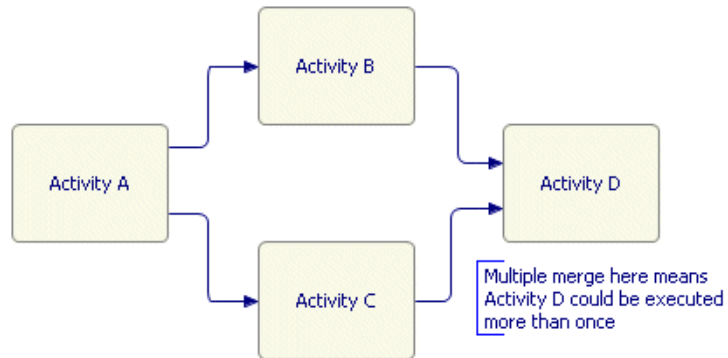 Activity B
Activity A
Activity D
Activity C
Multiple merge here means
Activity D could be executed
more than once